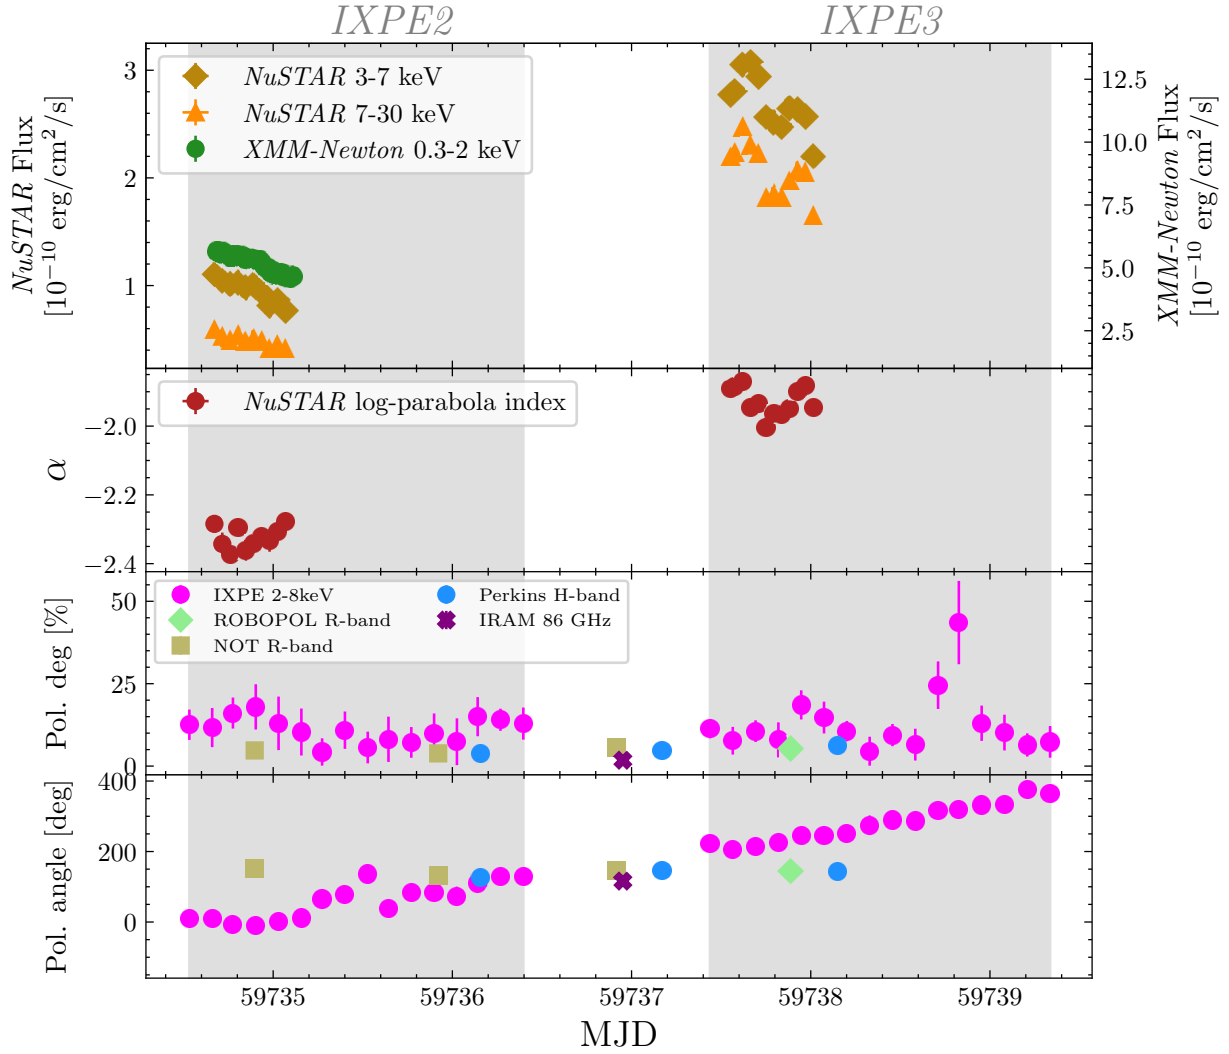 IXPE2 IXPE3
NuSTAR Flux
[10⁻¹⁰ erg/cm²/s]
3
2
1
NuSTAR 3-7 keV
NuSTAR 7-30 keV
XMM-Newton 0.3-2 keV
12.5
10.0
7.5
5.0
2.5
XMM-Newton Flux
[10⁻¹⁰ erg/cm²/s]
α
−2.0
−2.2
−2.4
NuSTAR log-parabola index
Pol. deg [%]
50
25
0
IXPE 2-8keV
ROBOPOL R-band
NOT R-band
Perkins H-band
IRAM 86 GHz
Pol. angle [deg]
400
200
0
59735 59736 59737 59738 59739
MJD